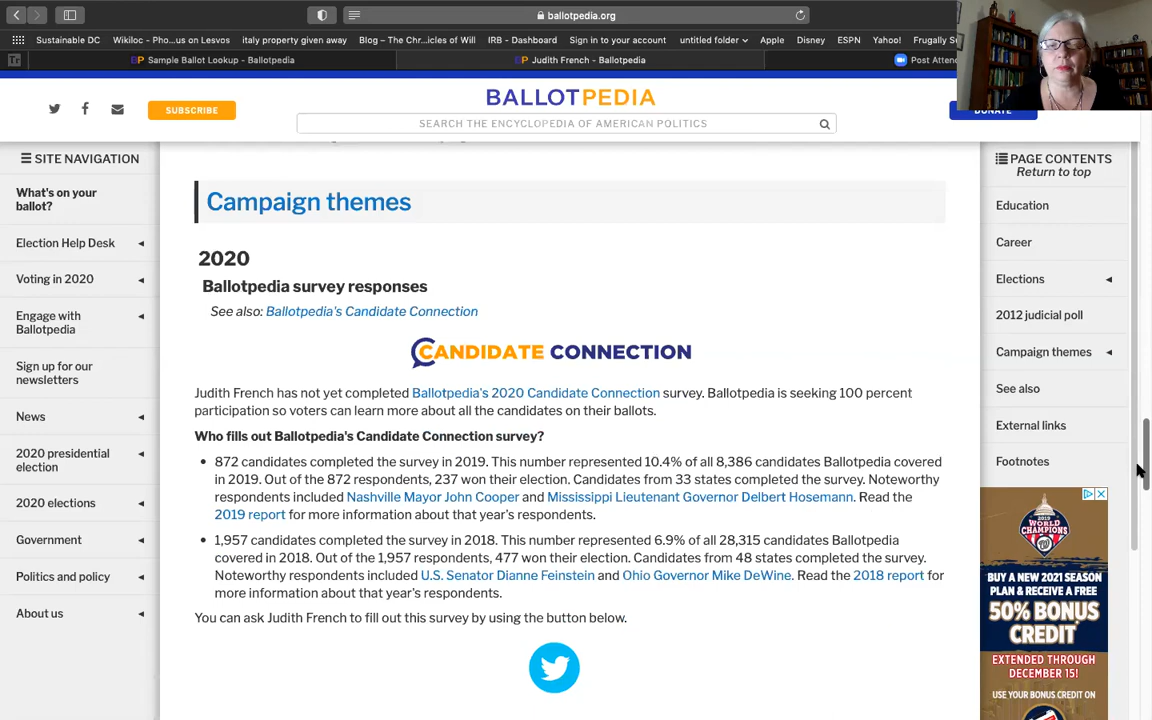 ballotpedia.org
Sustainable DC
Wikiloc - Pho...us on Lesvos
italy property given away
Blog – The Chr...icles of Will
IRB - Dashboard
Sign in to your account
untitled folder
Apple
Disney
ESPN
Yahoo!
Frugally S
BP Sample Ballot Lookup - Ballotpedia
BP Judith French - Ballotpedia
Post Atten
SUBSCRIBE
BALLOTPEDIA
SEARCH THE ENCYCLOPEDIA OF AMERICAN POLITICS
DONATE
SITE NAVIGATION
What's on your
ballot?
Election Help Desk
Voting in 2020
Engage with
Ballotpedia
Sign up for our
newsletters
News
2020 presidential
election
2020 elections
Government
Politics and policy
About us
Campaign themes
2020
Ballotpedia survey responses
See also: Ballotpedia's Candidate Connection
CANDIDATE CONNECTION
Judith French has not yet completed Ballotpedia's 2020 Candidate Connection survey. Ballotpedia is seeking 100 percent
participation so voters can learn more about all the candidates on their ballots.
Who fills out Ballotpedia's Candidate Connection survey?
• 872 candidates completed the survey in 2019. This number represented 10.4% of all 8,386 candidates Ballotpedia covered
in 2019. Out of the 872 respondents, 237 won their election. Candidates from 33 states completed the survey. Noteworthy
respondents included Nashville Mayor John Cooper and Mississippi Lieutenant Governor Delbert Hosemann. Read the
2019 report for more information about that year's respondents.
• 1,957 candidates completed the survey in 2018. This number represented 6.9% of all 28,315 candidates Ballotpedia
covered in 2018. Out of the 1,957 respondents, 477 won their election. Candidates from 48 states completed the survey.
Noteworthy respondents included U.S. Senator Dianne Feinstein and Ohio Governor Mike DeWine. Read the 2018 report for
more information about that year's respondents.
You can ask Judith French to fill out this survey by using the button below.
PAGE CONTENTS
Return to top
Education
Career
Elections
2012 judicial poll
Campaign themes
See also
External links
Footnotes
2019
WORLD
CHAMPIONS
BUY A NEW 2021 SEASON
PLAN & RECEIVE A FREE
50% BONUS
CREDIT
EXTENDED THROUGH
DECEMBER 15!
USE YOUR BONUS CREDIT ON